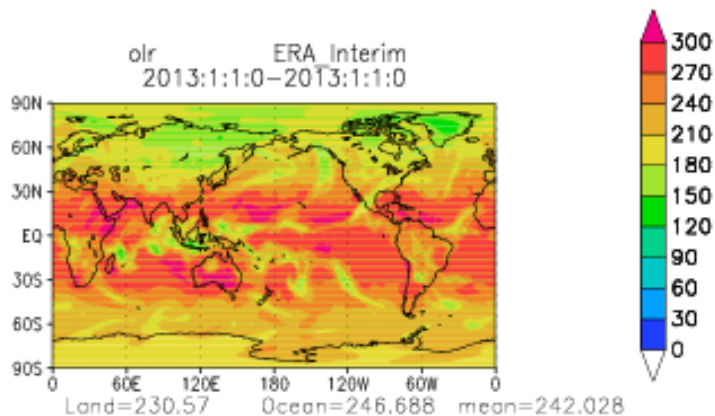 olr ERA_Interim
2013:1:1:0-2013:1:1:0
90N
60N
30N
EQ
30S
60S
90S
0 60E 120E 180 120W 60W 0
Land=230.57 Ocean=246.688 mean=242.028
300
270
240
210
180
150
120
90
60
30
0